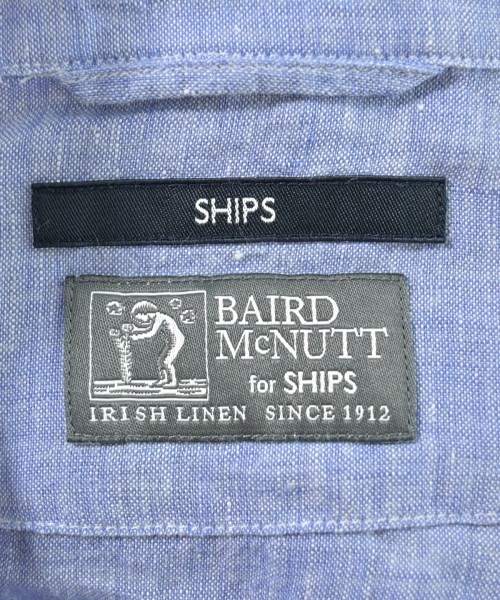 SHIPS
BAIRD
McNUTT
for SHIPS
IRISH LINEN SINCE 1912